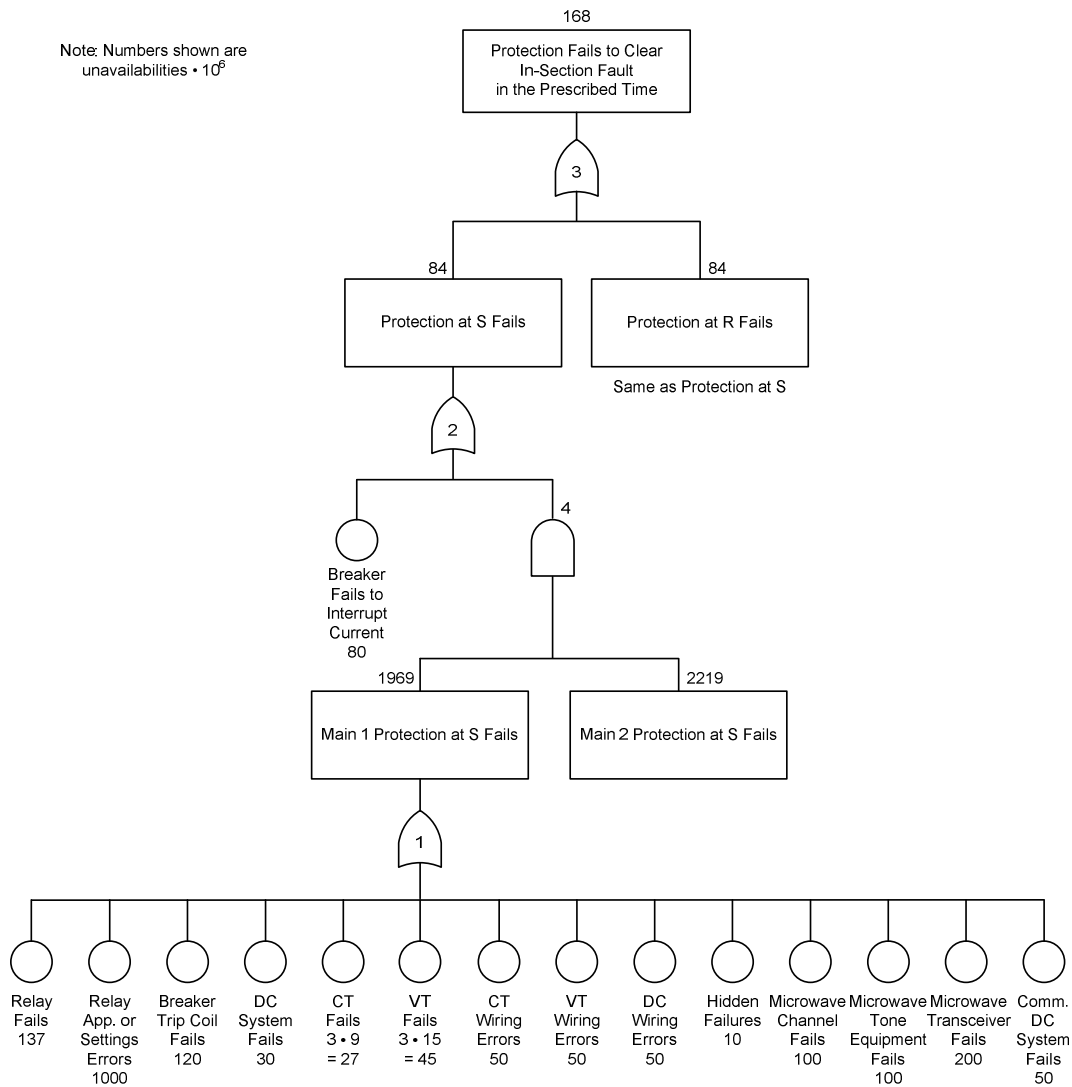 168
Note: Numbers shown are
unavailabilities • 10⁶
Protection Fails to Clear
In-Section Fault
in the Prescribed Time
3
84
84
Protection at S Fails
Protection at R Fails
Same as Protection at S
2
4
Breaker
Fails to
Interrupt
Current
80
1969
2219
Main 1 Protection at S Fails
Main 2 Protection at S Fails
1
Relay
Fails
137
Relay
App. or
Settings
Errors
1000
Breaker
Trip Coil
Fails
120
DC
System
Fails
30
CT
Fails
3 • 9
= 27
VT
Fails
3 • 15
= 45
CT
Wiring
Errors
50
VT
Wiring
Errors
50
DC
Wiring
Errors
50
Hidden
Failures
10
Microwave
Channel
Fails
100
Microwave
Tone
Equipment
Fails
100
Microwave
Transceiver
Fails
200
Comm.
DC
System
Fails
50